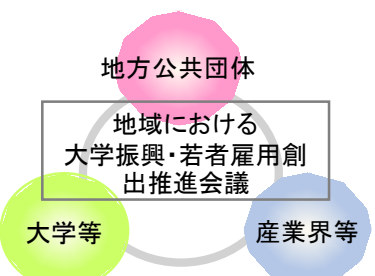 地方公共団体
地域における
大学振興・若者雇用創
出推進会議
大学等
産業界等